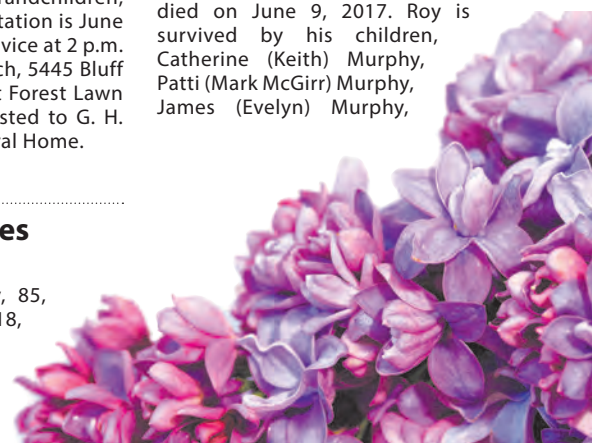 randchildren,
tation is June
vice at 2 p.m.
ch, 5445 Bluff
t Forest Lawn
sted to G. H.
al Home.
es
, 85,
18,
died on June 9, 2017. Roy is
survived by his children,
Catherine (Keith) Murphy,
Patti (Mark McGirr) Murphy,
James (Evelyn) Murphy,